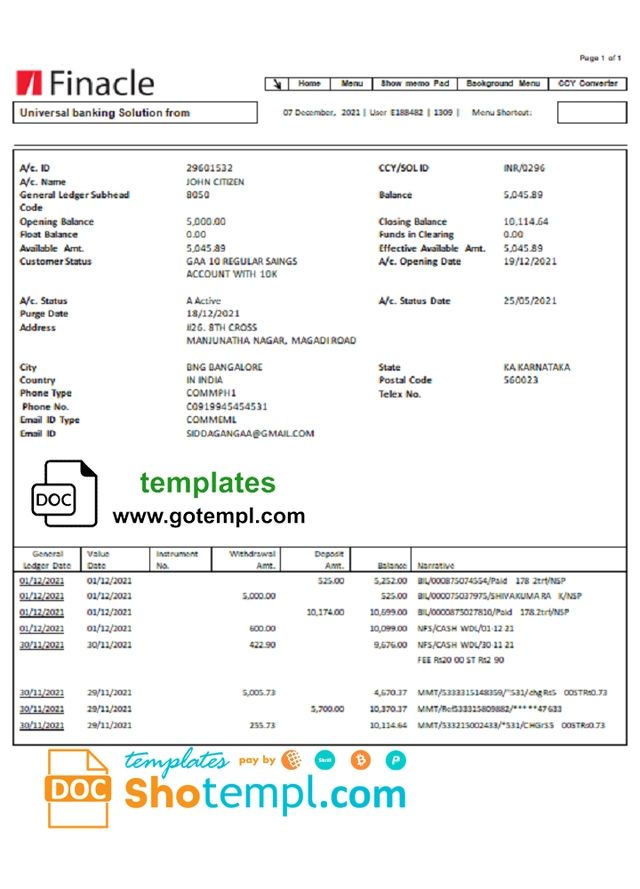 Page 1 of 1
Finacle
Home Menu Show memo Pad Background Menu CCY Converter
Universal banking Solution from
07 December, 2021 | User E188482 | 1309 | Menu Shortcut:
A/c. ID 29601532 CCY/SOL ID INR/0296
A/c. Name JOHN CITIZEN
General Ledger Subhead 8050 Balance 5,045.89
Code
Opening Balance 5,000.00 Closing Balance 10,114.64
Float Balance 0.00 Funds in Clearing 0.00
Available Amt. 5,045.89 Effective Available Amt. 5,045.89
Customer Status GAA 10 REGULAR SAINGS A/c. Opening Date 19/12/2021
ACCOUNT WITH 10K
A/c. Status A Active A/c. Status Date 25/05/2021
Purge Date 18/12/2021
Address #26. 8TH CROSS
MANJUNATHA NAGAR, MAGADI ROAD
City BNG BANGALORE State KA KARNATAKA
Country IN INDIA Postal Code 560023
Phone Type COMMPH1 Telex No.
Phone No. C0919945454531
Email ID Type COMMEML
Email ID SIDDAGANGAA@GMAIL.COM
DOC
templates
www.gotempl.com
General Value Instrument Withdrawal Deposit
Ledger Date Date No. Amt. Amt. Balance Narrative
01/12/2021 01/12/2021 525.00 5,252.00 BIL/000875074554/Paid 178 2trf/NSP
01/12/2021 01/12/2021 5,000.00 525.00 BIL/000075037975/SHIVAKUMA RA K/NSP
01/12/2021 01/12/2021 10,174.00 10,699.00 BIL/0000875027810/Paid 178.2trf/NSP
01/12/2021 01/12/2021 600.00 10,099.00 NFS/CASH WDL/01-12 21
30/11/2021 30/11/2021 422.90 9,676.00 NFS/CASH WDL/30-11 21
FEE Rs20 00 ST Rs2 90
30/11/2021 29/11/2021 5,005.73 4,670.37 MMT/5333315148359/"531/chg Rs5 00STRs0.73
30/11/2021 29/11/2021 5,700.00 10,370.37 MMT/Ref533315809882/*****47633
30/11/2021 29/11/2021 255.73 10,114.64 MMT/533215002433/*531/CHGrs5 00STRs0.73
templates pay by Skrill
DOC
Shotempl.com